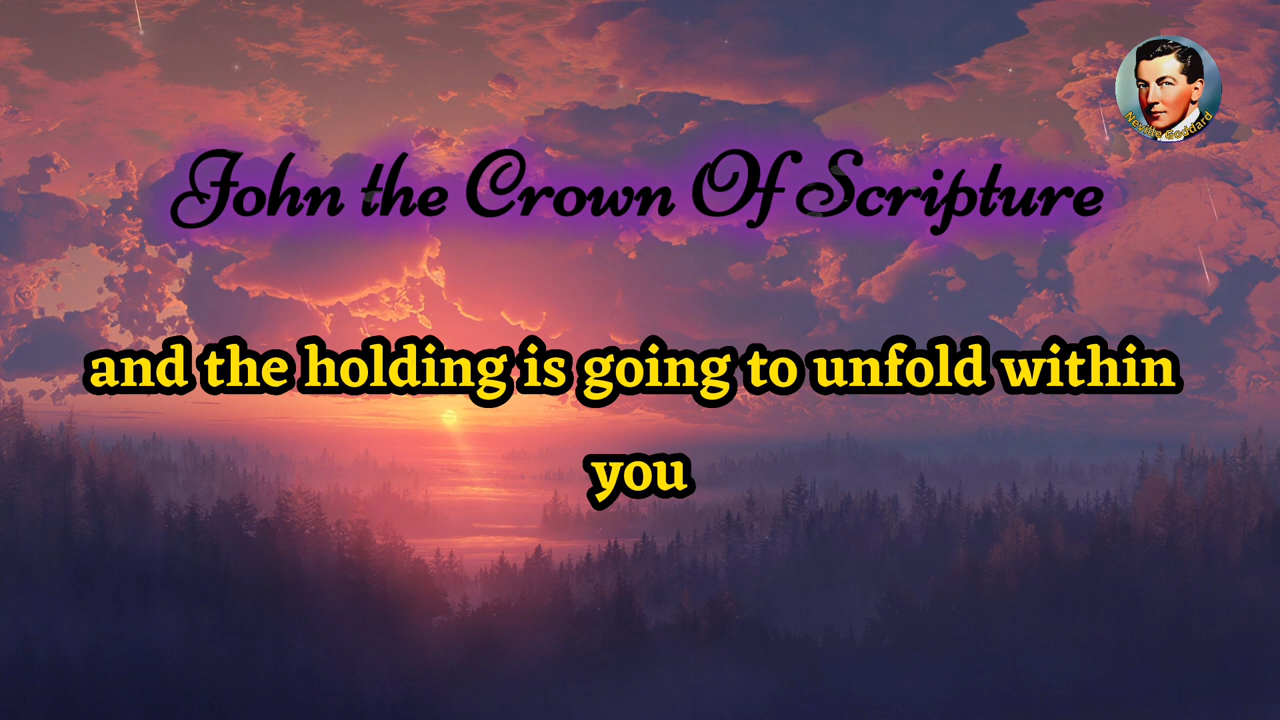 Neville Goddard
John the Crown Of Scripture
and the holding is going to unfold within
you